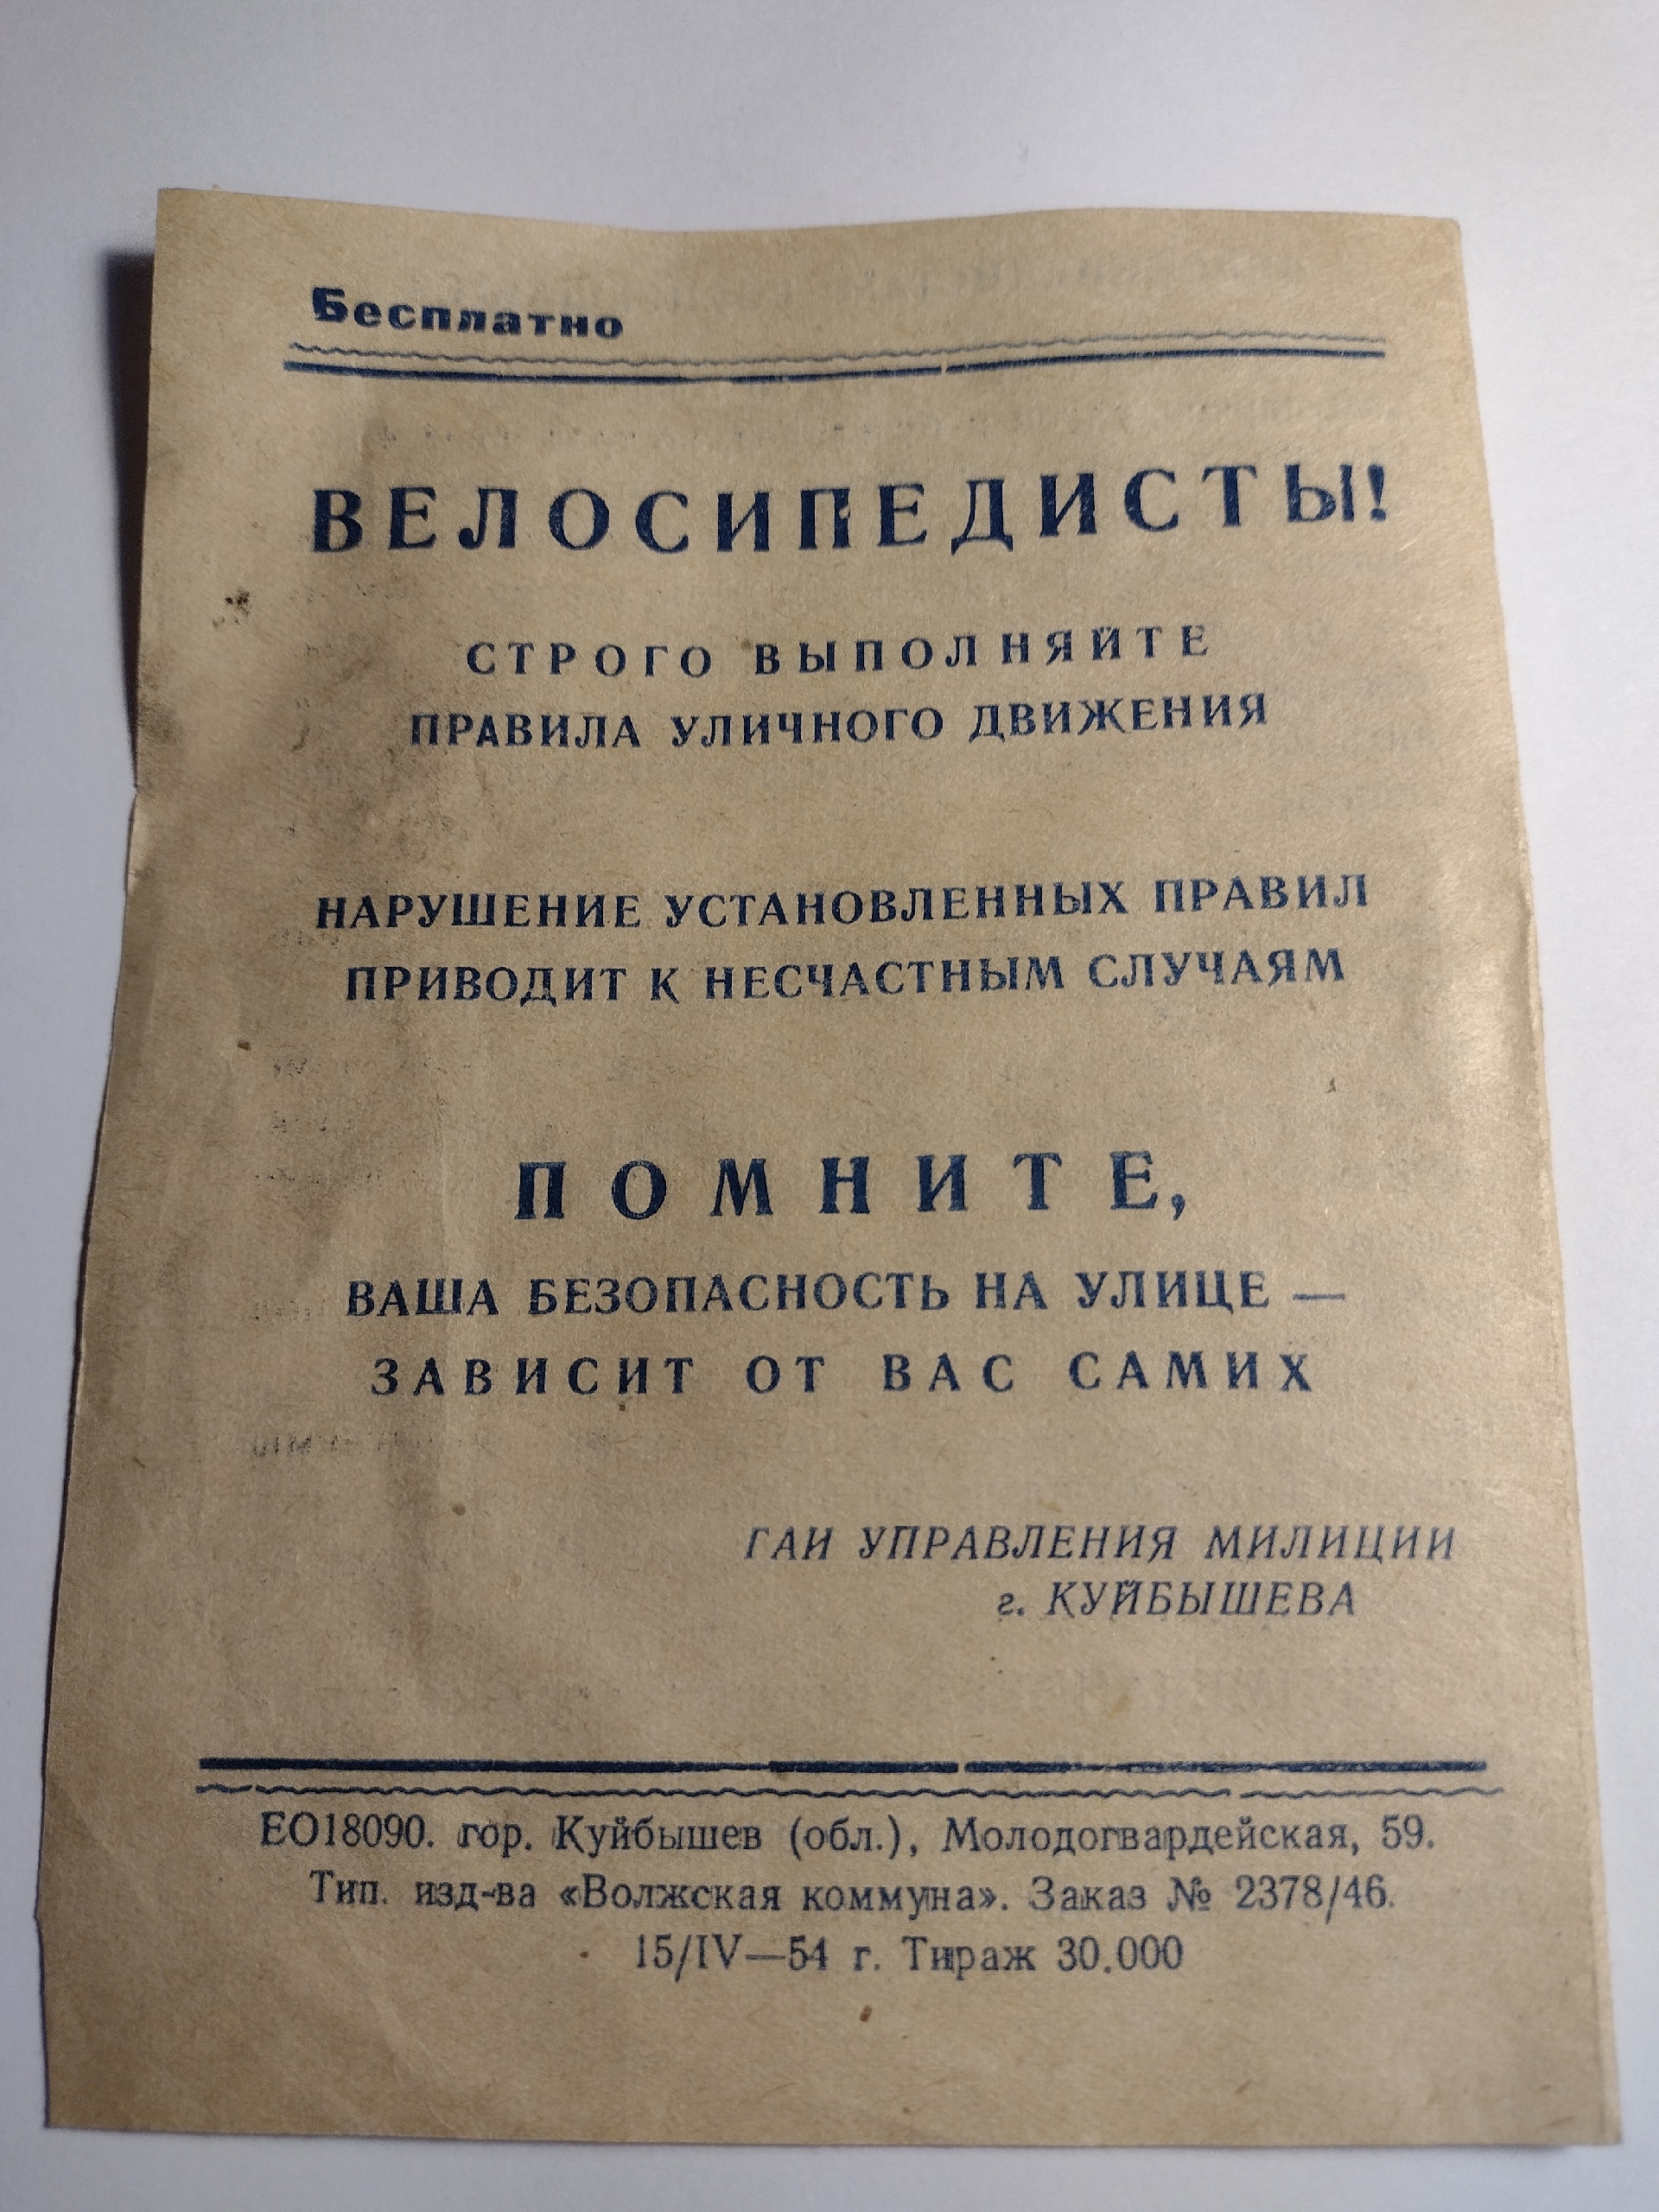 Бесплатно
ВЕЛОСИПЕДИСТЫ!
СТРОГО ВЫПОЛНЯЙТЕ
ПРАВИЛА УЛИЧНОГО ДВИЖЕНИЯ
НАРУШЕНИЕ УСТАНОВЛЕННЫХ ПРАВИЛ
ПРИВОДИТ К НЕСЧАСТНЫМ СЛУЧАЯМ
ПОМНИТЕ,
ВАША БЕЗОПАСНОСТЬ НА УЛИЦЕ —
ЗАВИСИТ ОТ ВАС САМИХ
ГАИ УПРАВЛЕНИЯ МИЛИЦИИ
г. КУЙБЫШЕВА
ЕО18090. гор. Куйбышев (обл.), Молодогвардейская, 59.
Тип. изд-ва «Волжская коммуна». Заказ № 2378/46.
15/IV—54 г. Тираж 30.000